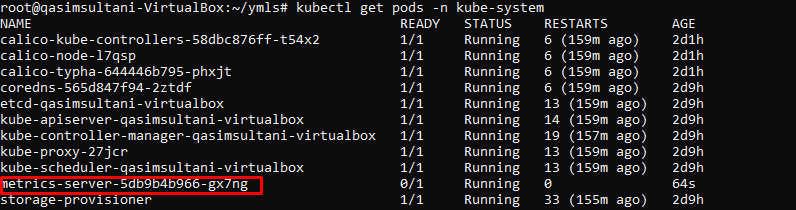 root@qasimsultani-VirtualBox:~/ymls# kubectl get pods -n kube-system
NAME READY STATUS RESTARTS AGE
calico-kube-controllers-58dbc876ff-t54x2 1/1 Running 6 (159m ago) 2d1h
calico-node-l7qsp 1/1 Running 6 (159m ago) 2d1h
calico-typha-644446b795-phxjt 1/1 Running 6 (159m ago) 2d1h
coredns-565d847f94-2ztdf 1/1 Running 6 (159m ago) 2d9h
etcd-qasimsultani-virtualbox 1/1 Running 13 (159m ago) 2d9h
kube-apiserver-qasimsultani-virtualbox 1/1 Running 14 (159m ago) 2d9h
kube-controller-manager-qasimsultani-virtualbox 1/1 Running 19 (157m ago) 2d9h
kube-proxy-27jcr 1/1 Running 13 (159m ago) 2d9h
kube-scheduler-qasimsultani-virtualbox 1/1 Running 13 (159m ago) 2d9h
metrics-server-5db9b4b966-gx7ng 0/1 Running 0 64s
storage-provisioner 1/1 Running 33 (155m ago) 2d9h